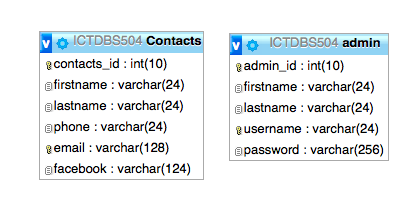 ICTDBS504 Contacts
contacts_id : int(10)
firstname : varchar(24)
lastname : varchar(24)
phone : varchar(24)
email : varchar(128)
facebook : varchar(124)
ICTDBS504 admin
admin_id : int(10)
firstname : varchar(24)
lastname : varchar(24)
username : varchar(24)
password : varchar(256)